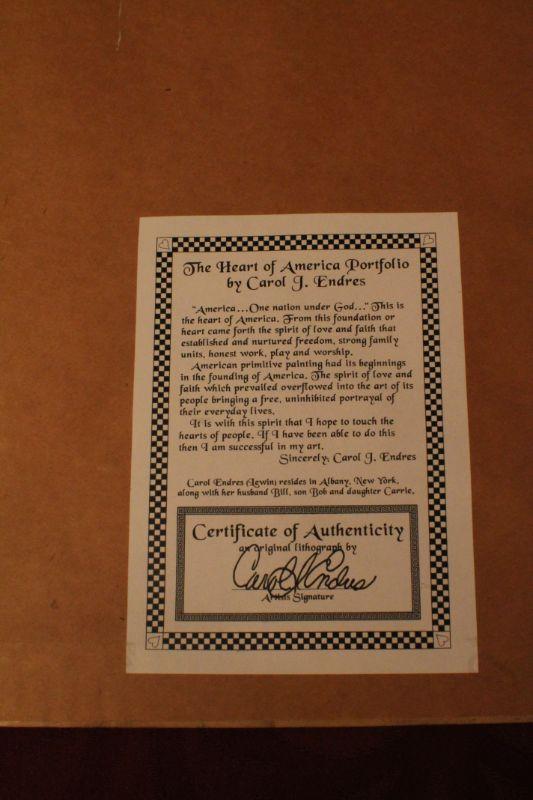 The Heart of America Portfolio
by Carol J. Endres
"America...One nation under God..." This is
the heart of America. From this foundation or
heart came forth the spirit of love and faith that
established and nurtured freedom, strong family
units, honest work, play and worship.
American primitive painting had its beginnings
in the founding of America. The spirit of love and
faith which prevailed overflowed into the art of its
people bringing a free, uninhibited portrayal of
their everyday lives.
It is with this spirit that I hope to touch the
hearts of people. If I have been able to do this
then I am successful in my art.
Sincerely, Carol J. Endres
Carol Endres (Lewin) resides in Albany, New York,
along with her husband Bill, son Bob and daughter Carrie.
Certificate of Authenticity
an original lithograph by
Carol J Endres
Artists Signature